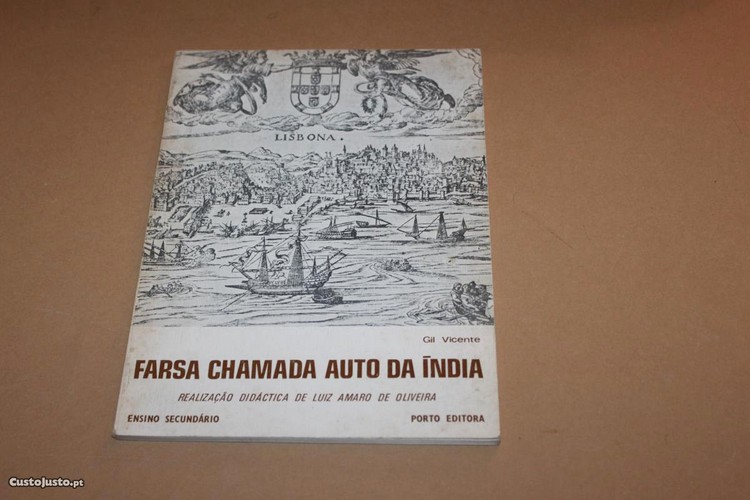 LISBONA.
Gil Vicente
FARSA CHAMADA AUTO DA ÍNDIA
REALIZAÇÃO DIDÁCTICA DE LUIZ AMARO DE OLIVEIRA
ENSINO SECUNDÁRIO PORTO EDITORA
CustoJusto.pt